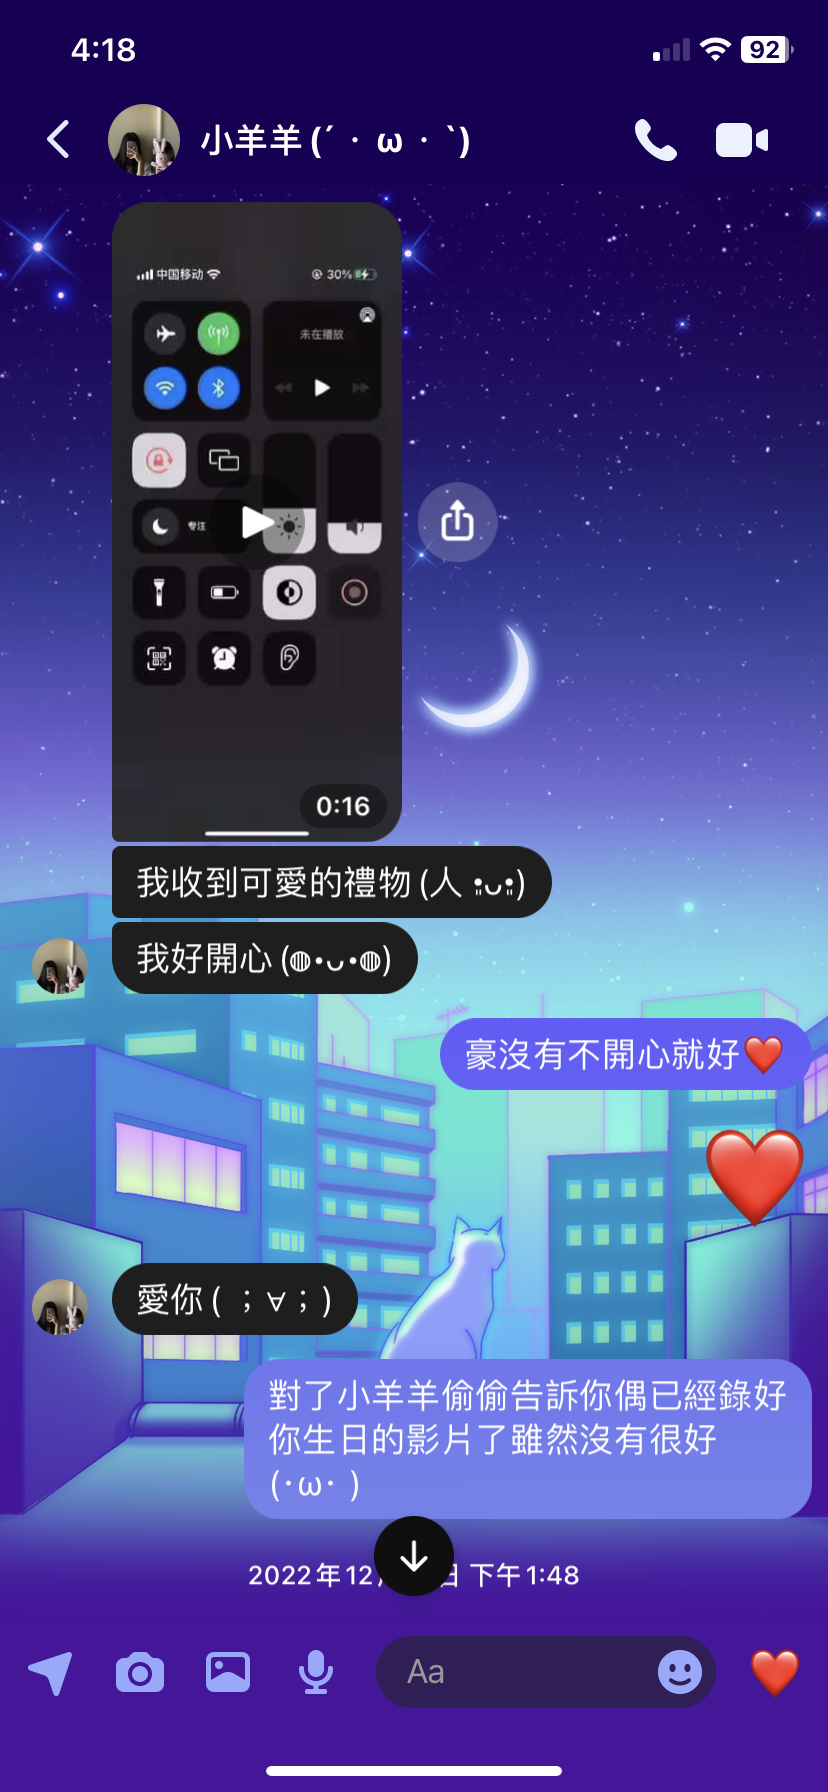 4:18
92
小羊羊 (´・ω・`)
中国移动
30%
未在播放
专注
0:16
我收到可愛的禮物 (人 •͈ᴗ•͈)
我好開心 (◍•ᴗ•◍)
豪沒有不開心就好❤️
❤️
愛你 ( ；∀；)
對了小羊羊偷偷告訴你偶已經錄好
你生日的影片了雖然沒有很好
(·ω· )
2022年12 日 下午1:48
Aa